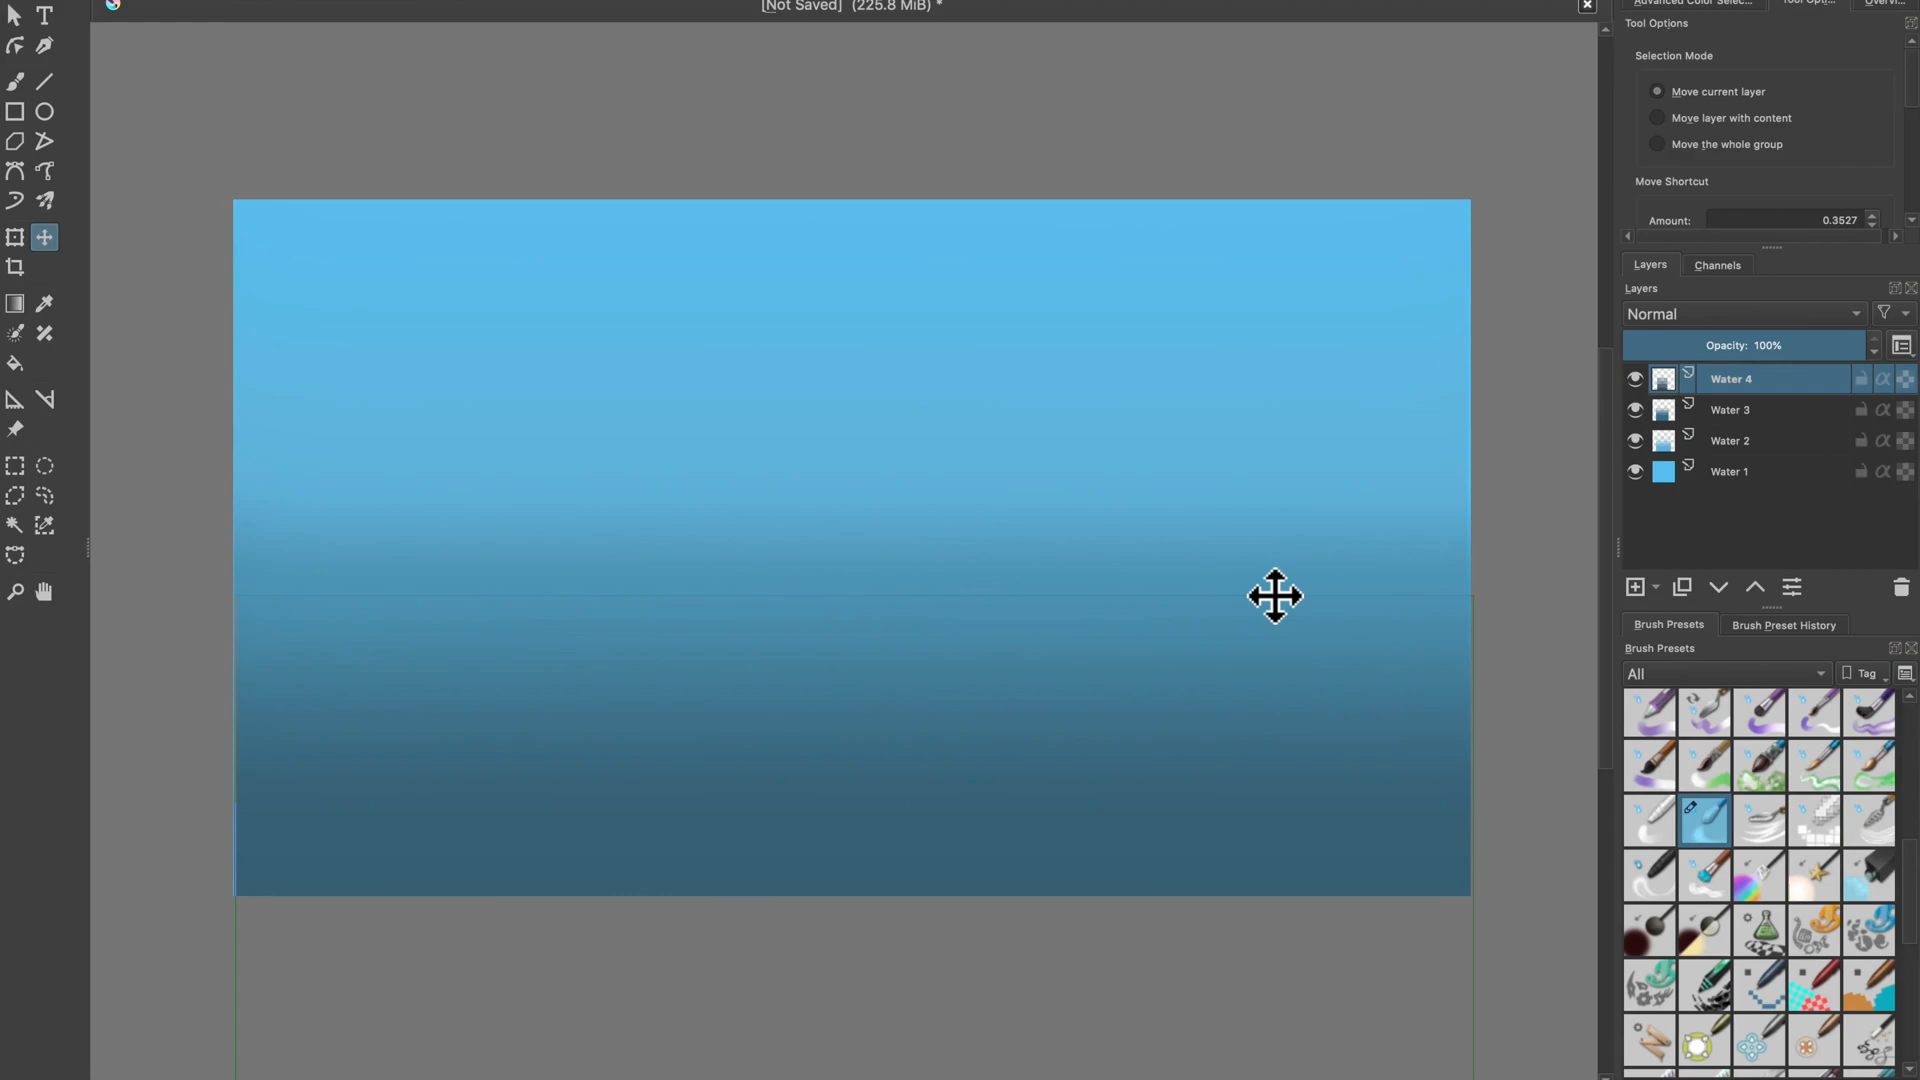 [Not Saved] (225.8 MiB) *
Advanced Color Selec...
Tool Opti...
Overvi...
Tool Options
Selection Mode
Move current layer
Move layer with content
Move the whole group
Move Shortcut
Amount: 0.3527
Layers
Channels
Layers
Normal
Opacity: 100%
Water 4
Water 3
Water 2
Water 1
Brush Presets
Brush Preset History
Brush Presets
All
Tag